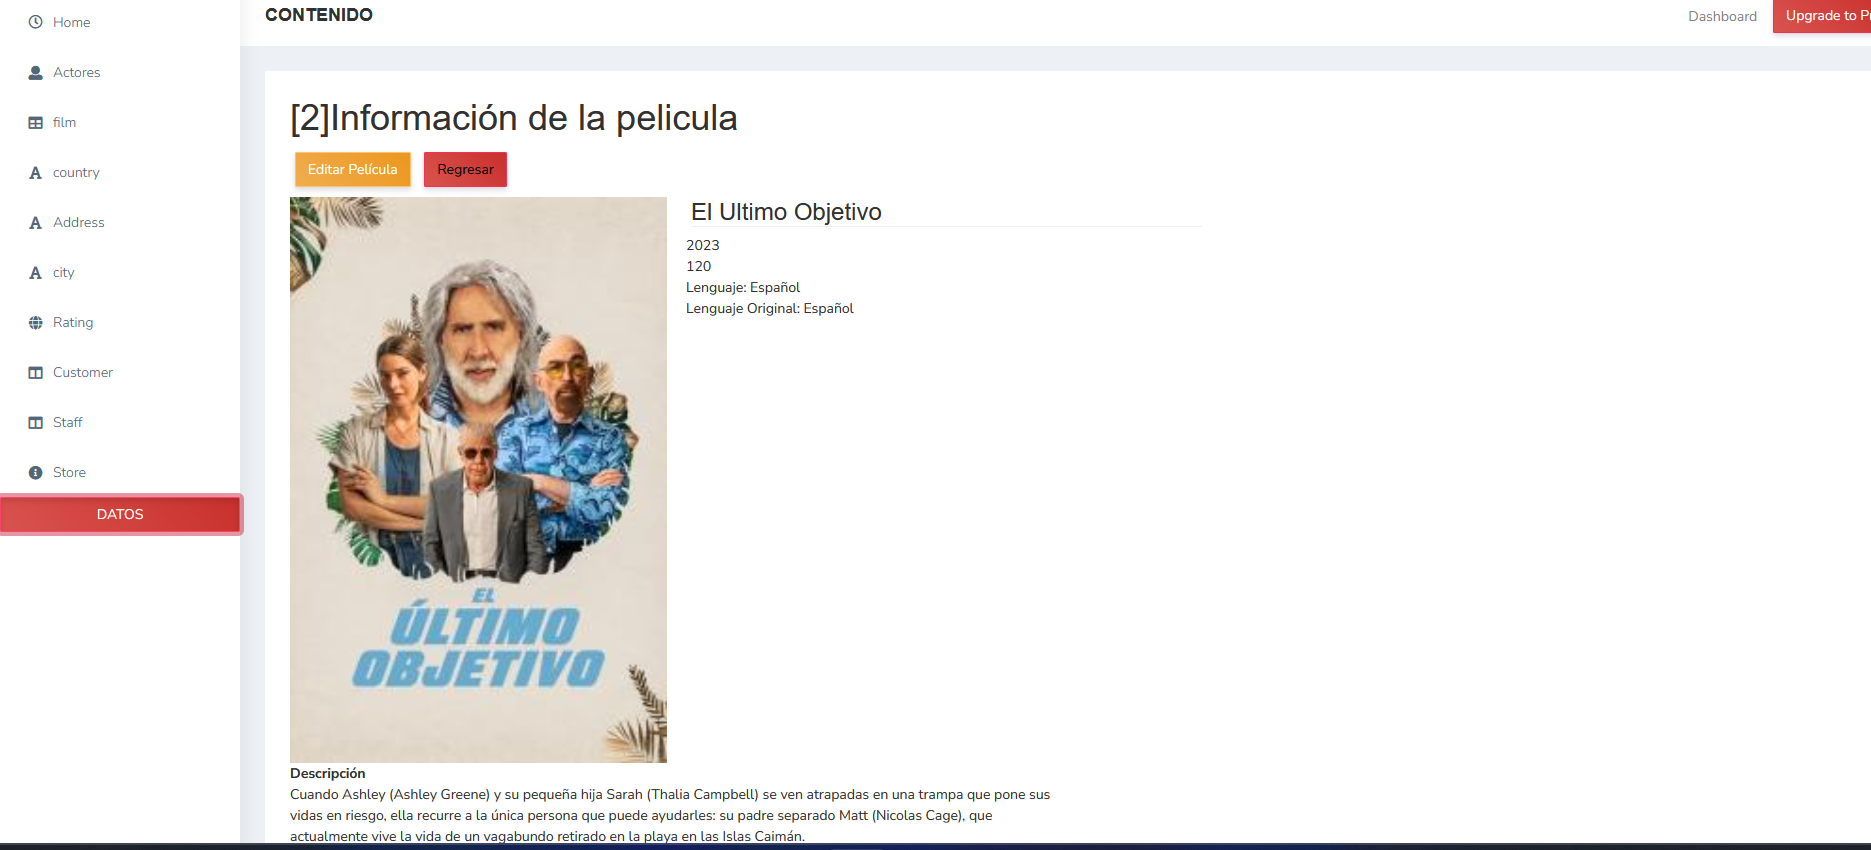 CONTENIDO
Dashboard
Upgrade to P
Home
Actores
film
country
Address
city
Rating
Customer
Staff
Store
DATOS
[2]Información de la pelicula
Editar Película
Regresar
El Ultimo Objetivo
2023
120
Lenguaje: Español
Lenguaje Original: Español
EL
ÚLTIMO
OBJETIVO
Descripción
Cuando Ashley (Ashley Greene) y su pequeña hija Sarah (Thalia Campbell) se ven atrapadas en una trampa que pone sus
vidas en riesgo, ella recurre a la única persona que puede ayudarles: su padre separado Matt (Nicolas Cage), que
actualmente vive la vida de un vagabundo retirado en la playa en las Islas Caimán.